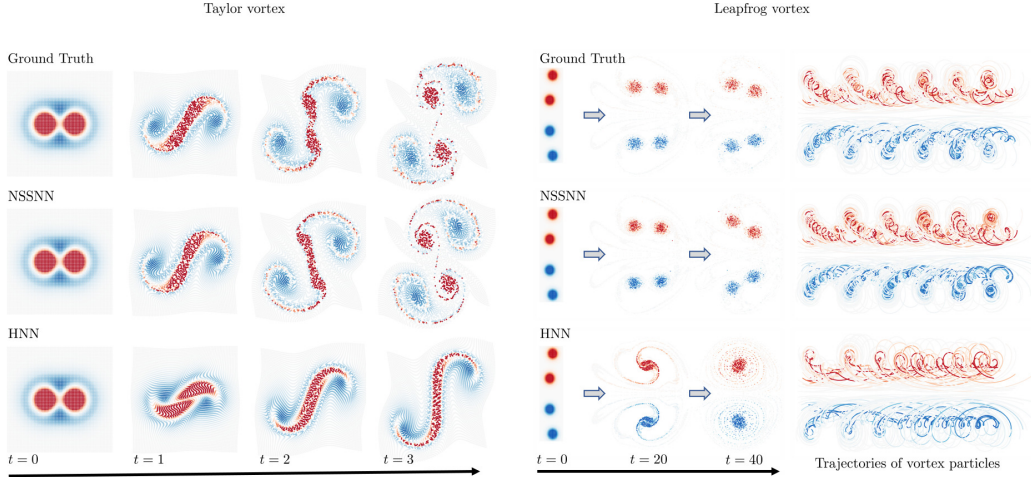 Taylor vortex
Leapfrog vortex
Ground Truth
Ground Truth
NSSNN
NSSNN
HNN
HNN
t = 0
t = 1
t = 2
t = 3
t = 0
t = 20
t = 40
Trajectories of vortex particles